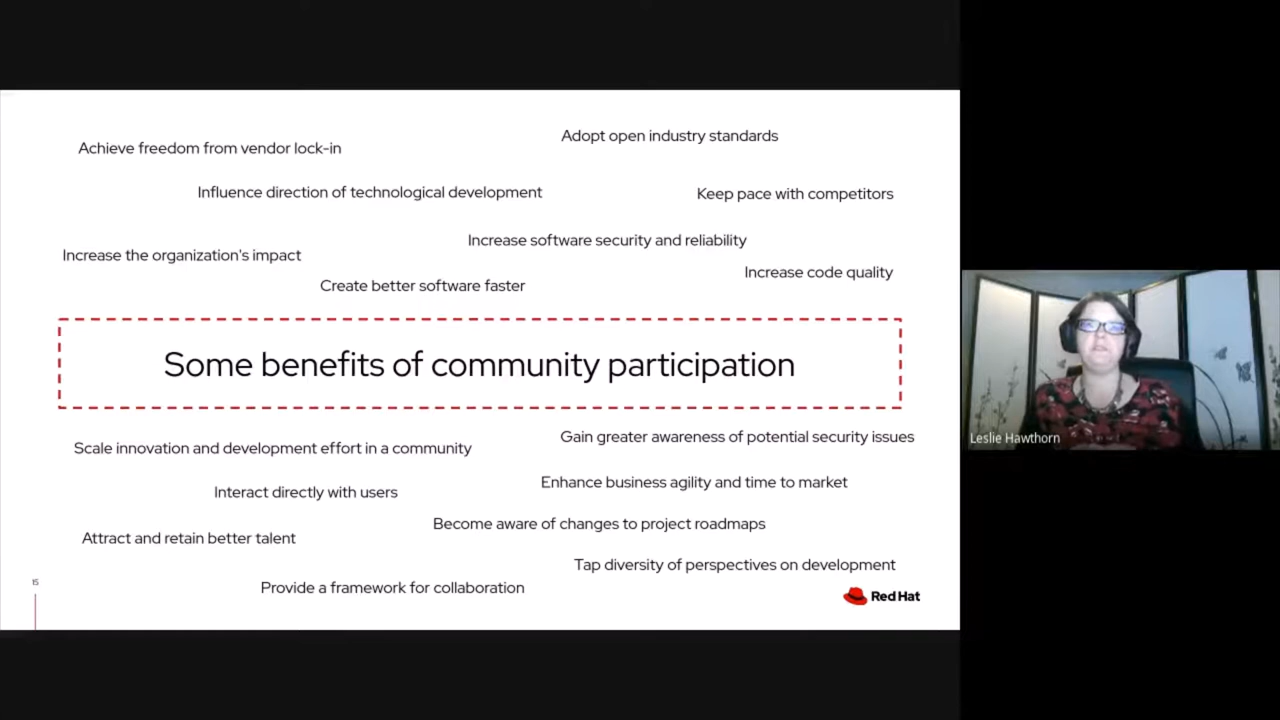 Achieve freedom from vendor lock-in
Adopt open industry standards
Influence direction of technological development
Keep pace with competitors
Increase software security and reliability
Increase the organization's impact
Increase code quality
Create better software faster
Some benefits of community participation
Gain greater awareness of potential security issues
Scale innovation and development effort in a community
Enhance business agility and time to market
Interact directly with users
Become aware of changes to project roadmaps
Attract and retain better talent
Tap diversity of perspectives on development
Provide a framework for collaboration
15
Red Hat
Leslie Hawthorn